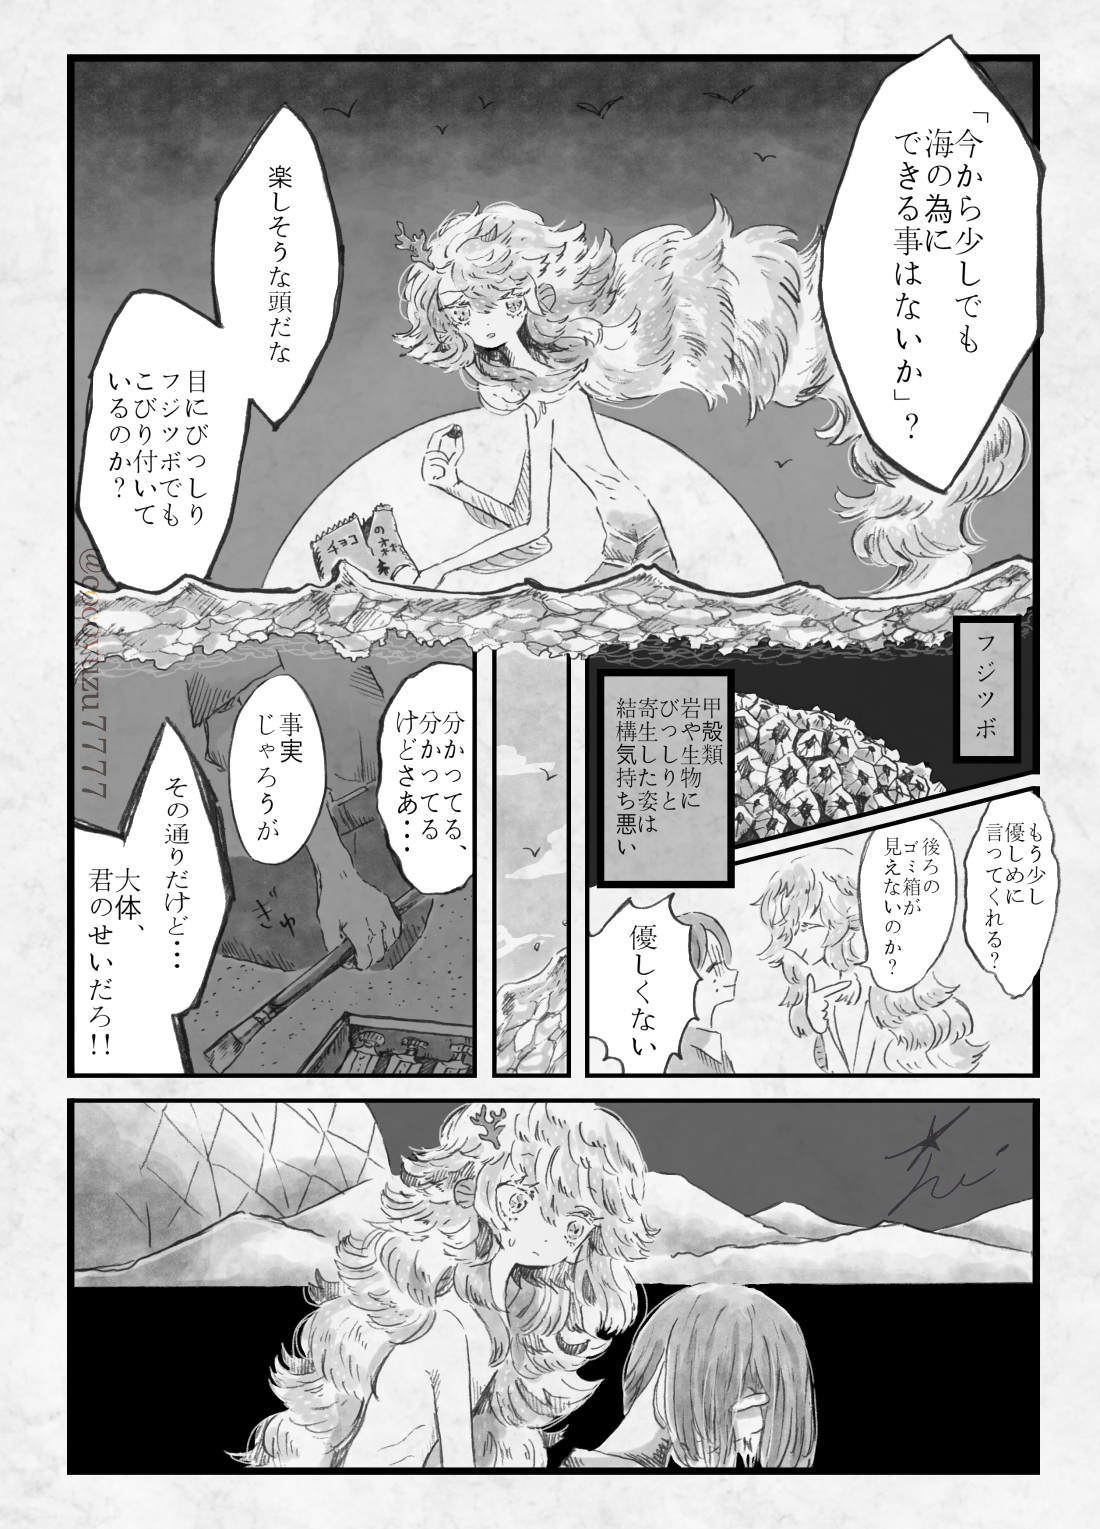 「今から少しでも
海の為に
できる事はないか」？
楽しそうな頭だな
目にびっしり
フジツボでも
こびり付いて
いるのか？
フジツボ
甲殻類
岩や生物に
びっしりと
寄生した姿は
結構気持ち悪い
もう少し
優しめに
言ってくれる？
後ろの
ゴミ箱が
見えないのか？
優しくない
分かってる、
分かってる
けどさぁ・・
事実
じゃろうが
ぎゅ
その通りだけど・・・
大体、
君のせいだろ!!